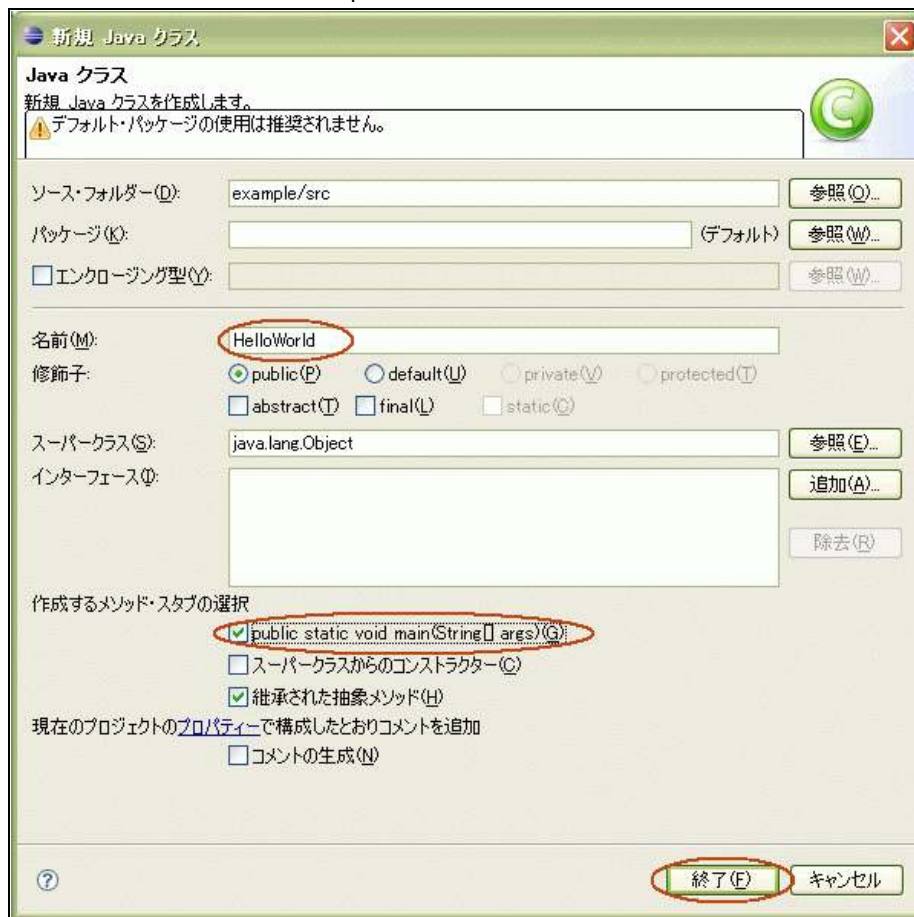 新規 Java クラス
Java クラス
新規 Java クラスを作成します。
デフォルト・パッケージの使用は推奨されません。
ソース・フォルダー(D): example/src 参照(O)...
パッケージ(K): (デフォルト) 参照(W)...
エンクロージング型(Y): 参照(W)...
名前(M): HelloWorld
修飾子: public(P) default(U) private(V) protected(T)
abstract(T) final(L) static(C)
スーパークラス(S): java.lang.Object 参照(E)...
インターフェース(I): 追加(A)...
除去(R)
作成するメソッド・スタブの選択
public static void main(String[] args)(G)
スーパークラスからのコンストラクター(C)
継承された抽象メソッド(H)
現在のプロジェクトのプロパティーで構成したとおりコメントを追加
コメントの生成(N)
? 終了(F) キャンセル